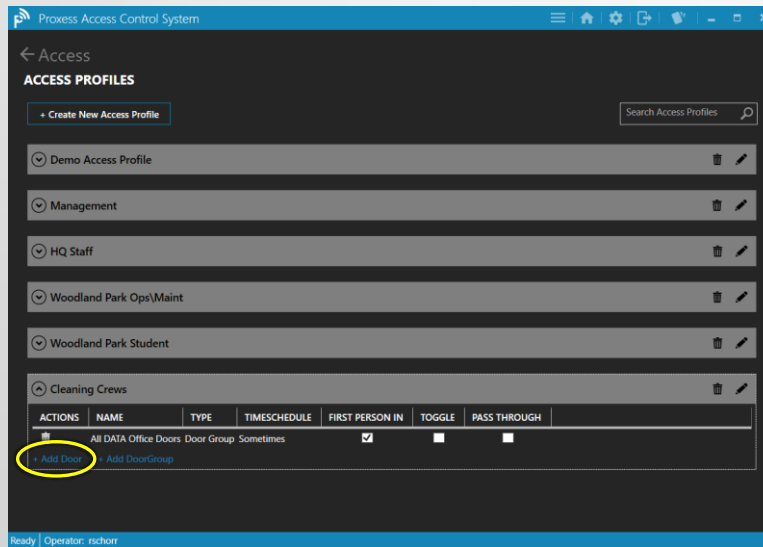 Proxess Access Control System
Access
ACCESS PROFILES
+ Create New Access Profile
Search Access Profiles
Demo Access Profile
Management
HQ Staff
Woodland Park Ops\Maint
Woodland Park Student
Cleaning Crews
ACTIONS NAME TYPE TIMESCHEDULE FIRST PERSON IN TOGGLE PASS THROUGH
All DATA Office Doors Door Group Sometimes
+ Add Door + Add DoorGroup
Ready Operator: rschorr